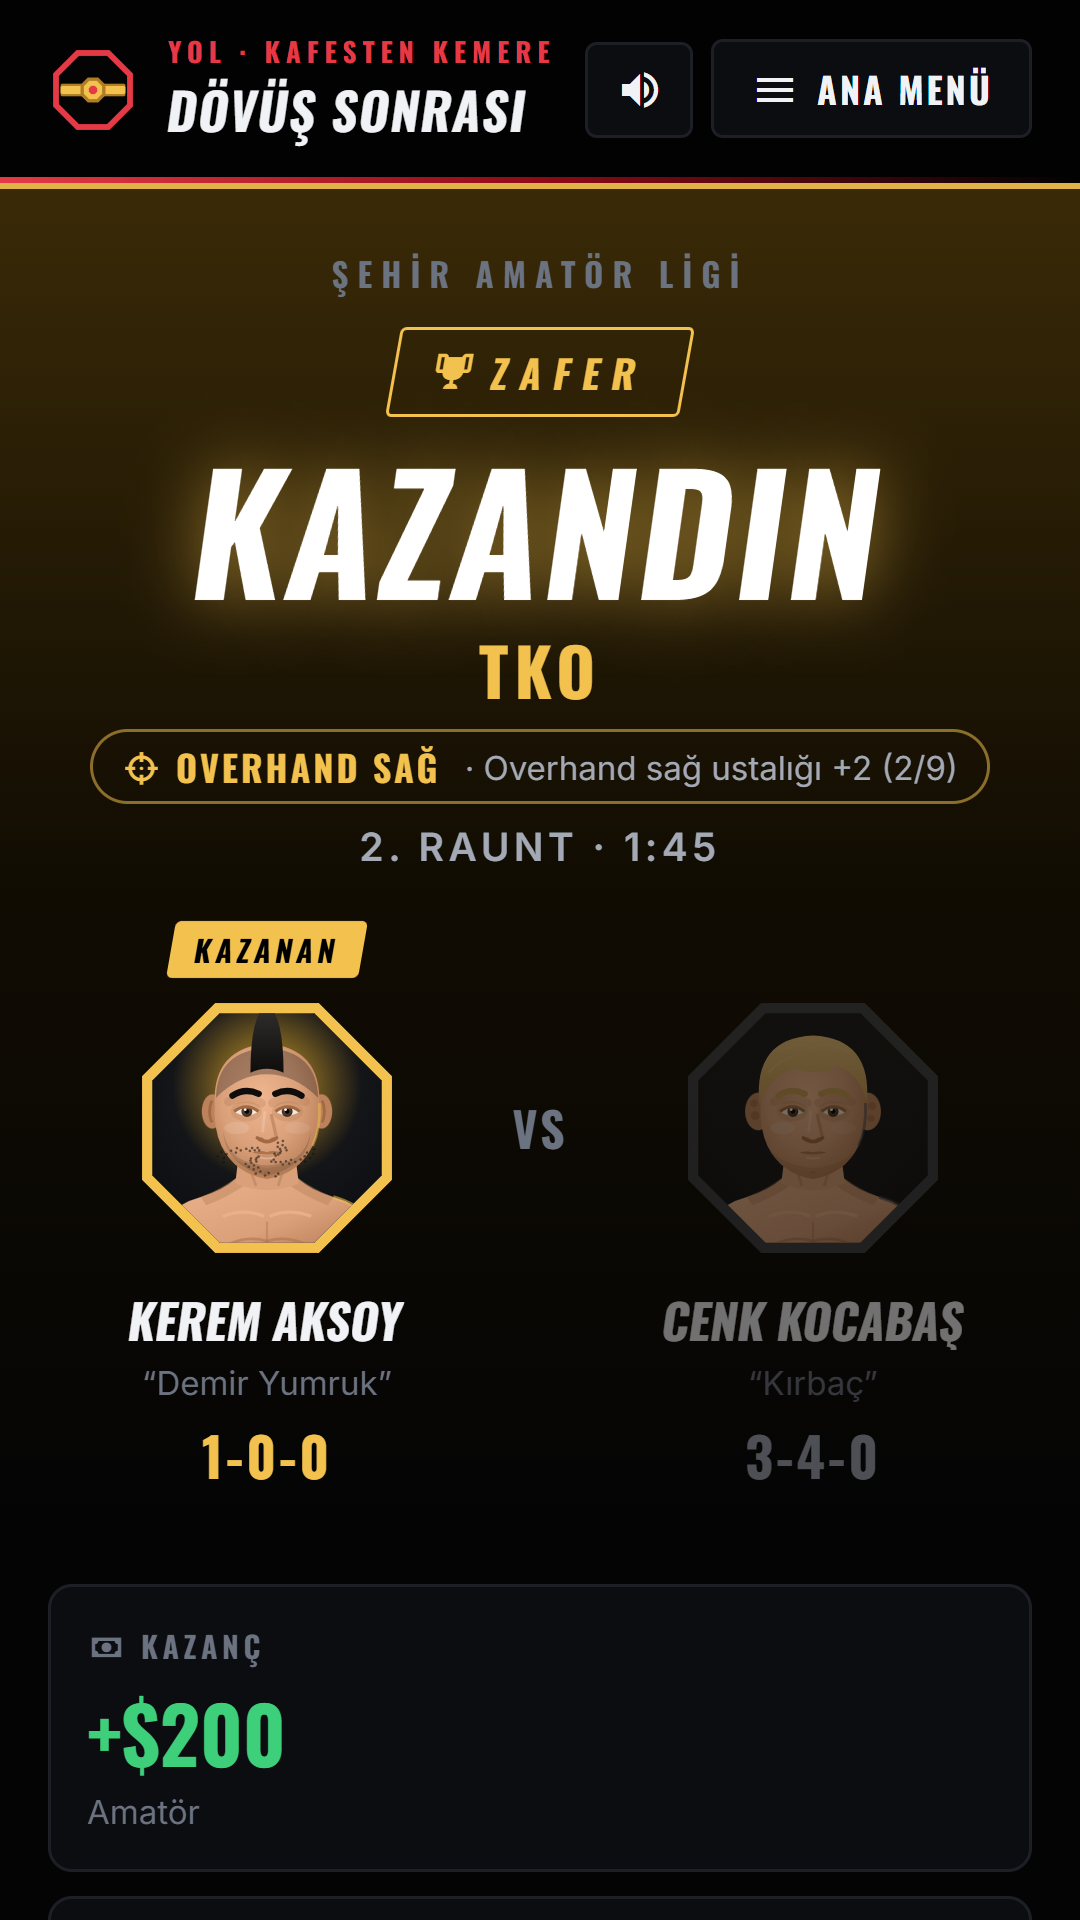 YOL · KAFESTEN KEMERE
DÖVÜŞ SONRASI
ANA MENÜ
ŞEHİR AMATÖR LİGİ
ZAFER
KAZANDIN
TKO
OVERHAND SAĞ · Overhand sağ ustalığı +2 (2/9)
2. RAUNT · 1:45
KAZANAN
VS
KEREM AKSOY
“Demir Yumruk”
1-0-0
CENK KOCABAŞ
“Kırbaç”
3-4-0
KAZANÇ
+$200
Amatör